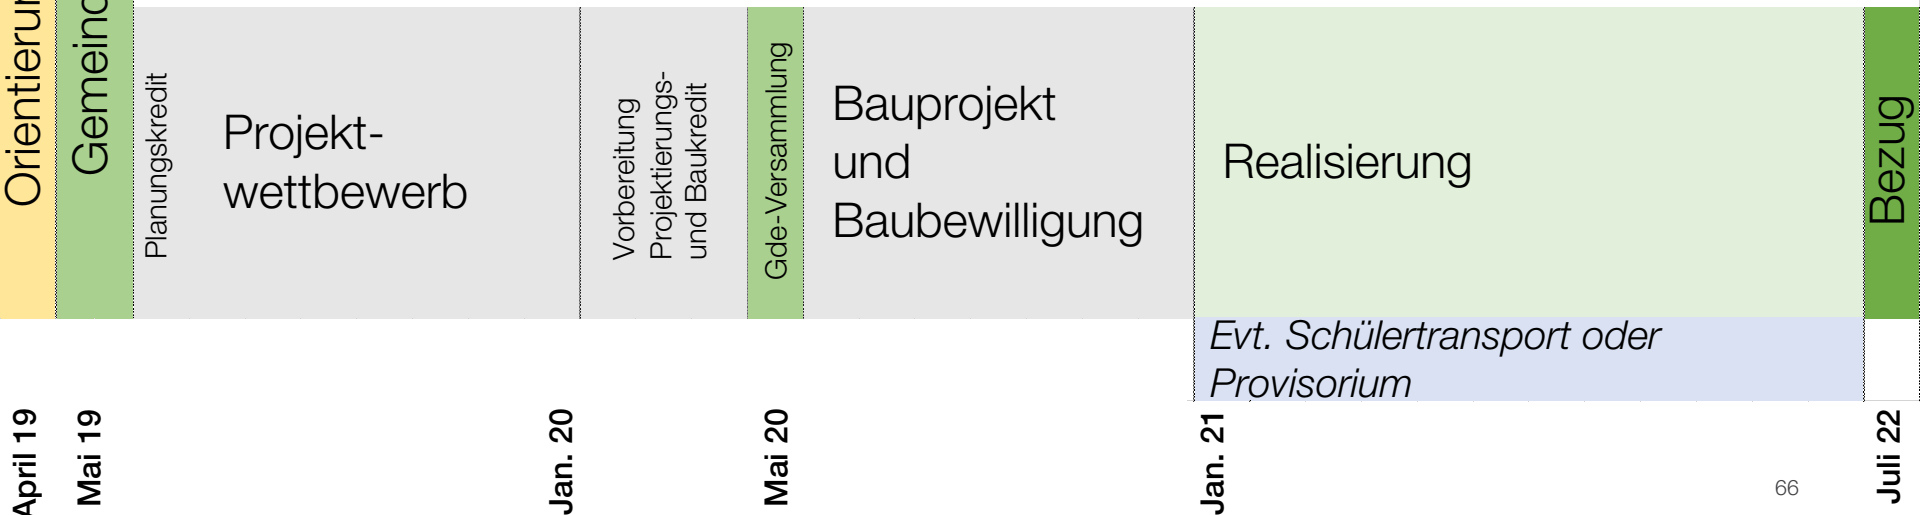 Orientierun
Gemeind
Planungskredit
Projekt-
wettbewerb
Vorbereitung
Projektierungs-
und Baukredit
Gde-Versammlung
Bauprojekt
und
Baubewilligung
Realisierung
Bezug
Evt. Schülertransport oder
Provisorium
April 19
Mai 19
Jan. 20
Mai 20
Jan. 21
Juli 22
66